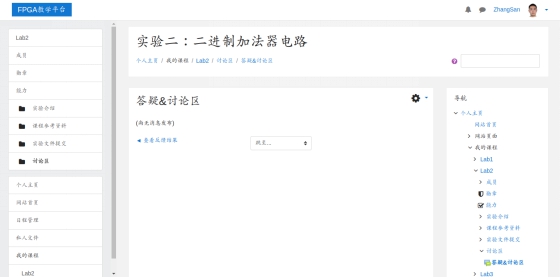 FPGA教学平台
ZhangSan
Lab2
成员
勋章
能力
实验介绍
课程参考资料
实验文件提交
讨论区
个人主页
网站首页
日程管理
私人文件
我的课程
Lab2
实验二：二进制加法器电路
个人主页 / 我的课程 / Lab2 / 讨论区 / 答疑&讨论区
答疑&讨论区
(尚无消息发布)
◄ 查看反馈结果
跳至...
导航
个人主页
网站首页
网站页面
我的课程
Lab1
Lab2
成员
勋章
能力
实验介绍
课程参考资料
实验文件提交
讨论区
答疑&讨论区
Lab3